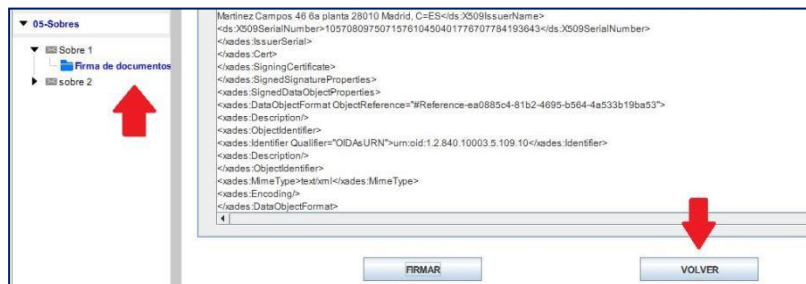 05-Sobres
Sobre 1
Firma de documentos
sobre 2
Martinez Campos 46 6a planta 28010 Madrid, C=ES</ds:X509IssuerName>
<ds:X509SerialNumber>105708097507157610450401776707784193643</ds:X509SerialNumber>
</xades:IssuerSerial>
</xades:Cert>
</xades:SigningCertificate>
</xades:SignedSignatureProperties>
<xades:SignedDataObjectProperties>
<xades:DataObjectFormat ObjectReference="#Reference-ea0885c4-81b2-4695-b564-4a533b19ba53">
<xades:Description/>
<xades:ObjectIdentifier>
<xades:Identifier Qualifier="OIDAsURN">urn:oid:1.2.840.10003.5.109.10</xades:Identifier>
<xades:Description/>
</xades:ObjectIdentifier>
<xades:MimeType>text/xml</xades:MimeType>
<xades:Encoding/>
</xades:DataObjectFormat>
FIRMAR
VOLVER